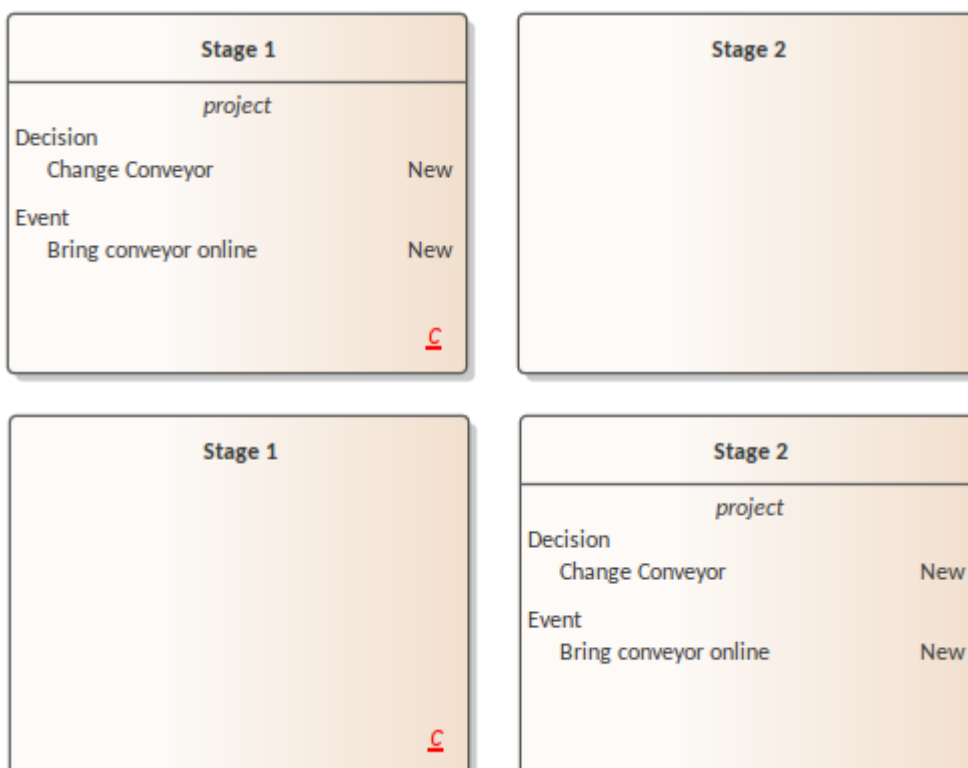 Stage 1
project
Decision
Change Conveyor New
Event
Bring conveyor online New
C
Stage 2
Stage 1
C
Stage 2
project
Decision
Change Conveyor New
Event
Bring conveyor online New